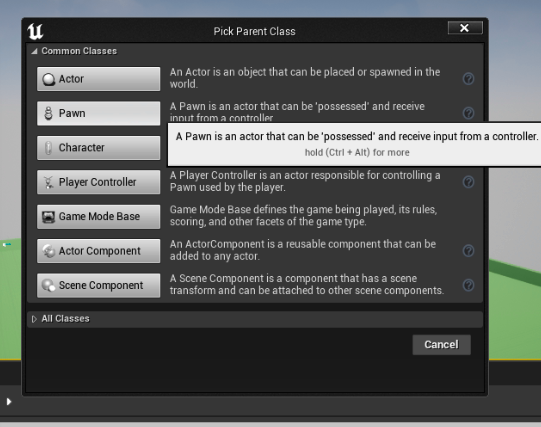 Pick Parent Class
Common Classes
Actor
An Actor is an object that can be placed or spawned in the
world.
Pawn
A Pawn is an actor that can be 'possessed' and receive
input from a controller.
A Pawn is an actor that can be 'possessed' and receive input from a controller.
hold (Ctrl + Alt) for more
Character
Player Controller
A Player Controller is an actor responsible for controlling a
Pawn used by the player.
Game Mode Base
Game Mode Base defines the game being played, its rules,
scoring, and other facets of the game type.
Actor Component
An ActorComponent is a reusable component that can be
added to any actor.
Scene Component
A Scene Component is a component that has a scene
transform and can be attached to other scene components.
All Classes
Cancel